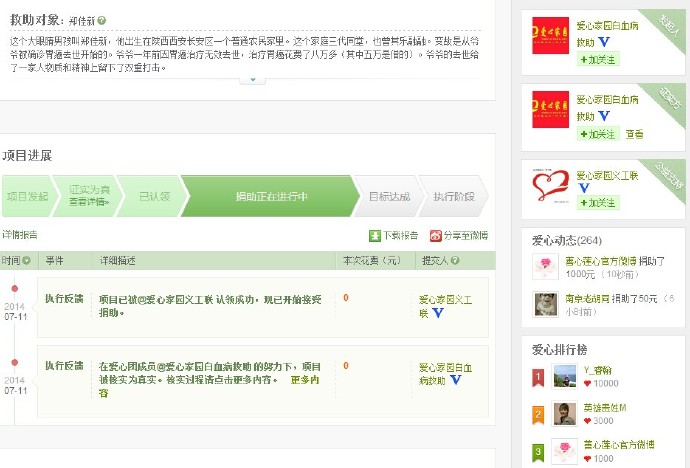 救助对象：郑佳新
这个大眼睛男孩叫郑佳新，他出生在陕西西安长安区一个普通农民家里。这个家庭三代同堂，也曾其乐融融。变故是从爷
爷被确诊胃癌去世开始的。爷爷一年前因胃癌治疗无效去世，治疗胃癌花费了八万多（其中五万是借的）。爷爷的去世给
了一家人物质和精神上留下了双重打击。
项目进展
项目发起
证实为真
查看详情»
已认领
捐助正在进行中
目标达成
执行阶段
详情报告
下载报告
分享至微博
时间 事件 详细描述 本次花费（元） 提交人
2014
07-11
执行反馈
项目已被@爱心家园义工联 认领成功，现已开始接受
捐助。
0
爱心家园义工
联
2014
07-11
执行反馈
在爱心团成员@爱心家园白血病救助 的努力下，项目
被核实为真实。核实过程请点击更多内容。 更多内
容
0
爱心家园白血
病救助
爱心家园白血病
救助
+加关注
发起人
爱心家园白血病
救助
+加关注 查看
证实方
爱心家园义工联
+加关注
公益支持
爱心动态(264)
善心莲心官方微博 捐助了
1000元（10秒前）
捐助了50元（6
小时前）
爱心排行榜
1
Y_睿翰
10000
2
英雄贵姓M
3000
3
善心莲心官方微博
1000